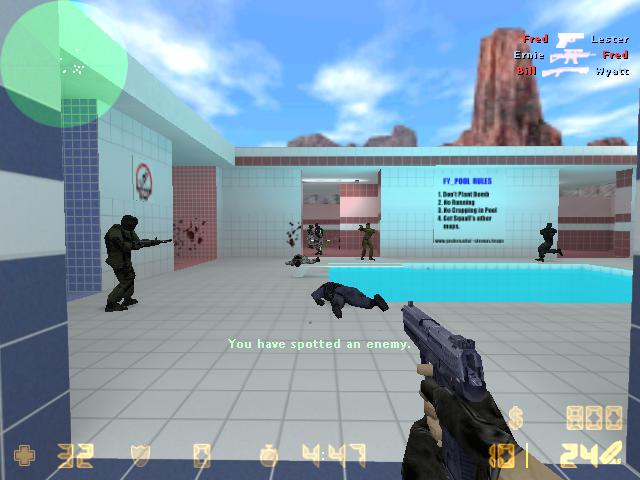 Fred Lester
Ernie Fred
Bill Wyatt
FY_POOL RULES
1. Don't Plant Bomb
2. No Running
3. No Crapping in Pool
4. Get Squall's other
maps.
You have spotted an enemy.
$ 800
32 0 4:47 10 | 24